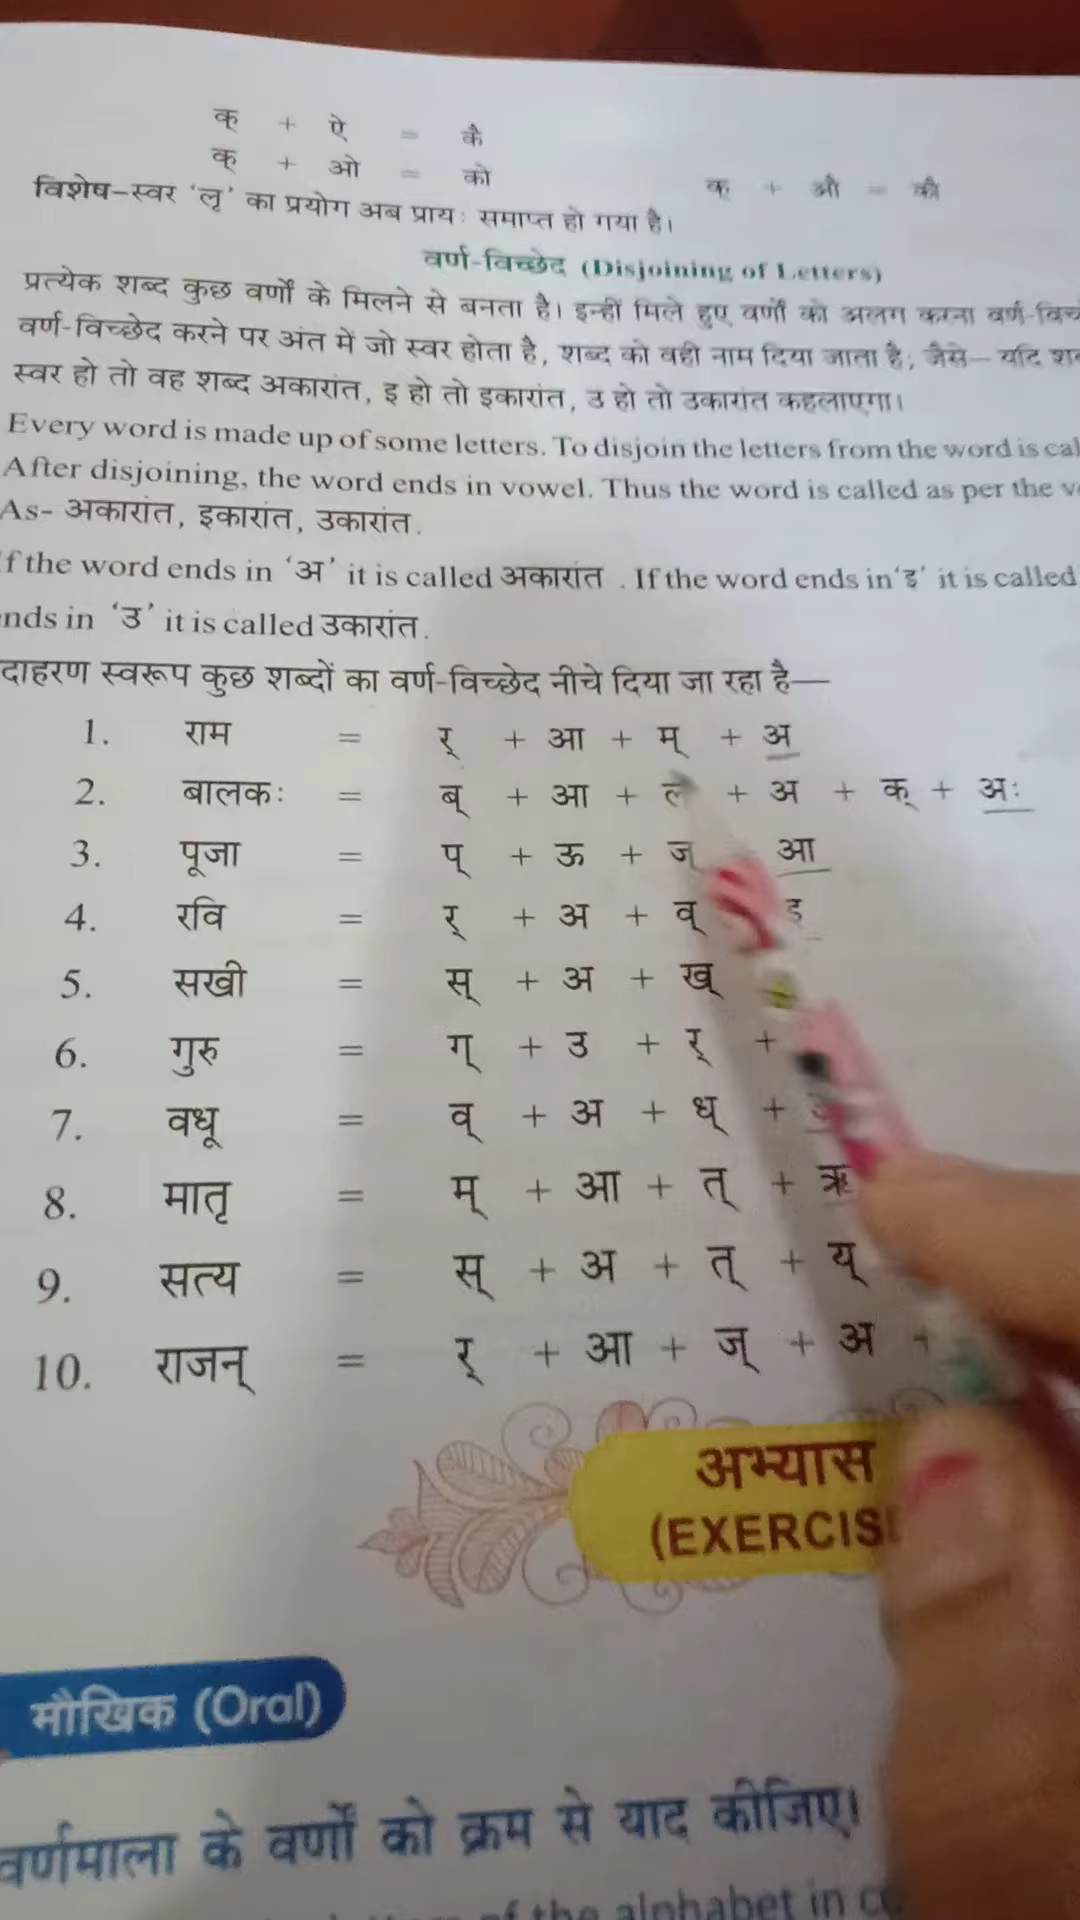 क् + ऐ = कै
क् + ओ = को क् + औ = कौ
विशेष–स्वर 'लृ' का प्रयोग अब प्रायः समाप्त हो गया है।
वर्ण-विच्छेद (Disjoining of Letters)
प्रत्येक शब्द कुछ वर्णों के मिलने से बनता है। इन्हीं मिले हुए वर्णों को अलग करना
वर्ण-विच्छेद करने पर अंत में जो स्वर होता है, शब्द को वही नाम दिया जाता है; जैसे— यदि
स्वर हो तो वह शब्द अकारांत, इ हो तो इकारांत, उ हो तो उकारांत कहलाएगा।
Every word is made up of some letters. To disjoin the letters from the word is
After disjoining, the word ends in vowel. Thus the word is called as per the
As- अकारांत, इकारांत, उकारांत.
the word ends in 'अ' it is called अकारांत . If the word ends in 'इ' it is called
in 'उ' it is called उकारांत.
स्वरूप कुछ शब्दों का वर्ण-विच्छेद नीचे दिया जा रहा है—
1. राम = र् + आ + म् + अ
2. बालकः = ब् + आ + + अ + क् + अः
3. पूजा = प् + ऊ + ज् आ
4. रवि = र् + अ + व् इ
5. सखी = स् + अ + ख्
6. गुरु = ग् + उ + र् +
7. वधू = व् + अ + ध् +
8. मातृ = म् + आ + त् + ऋ
9. सत्य = स् + अ + त् + य्
10. राजन् = र् + आ + ज् + अ +
अभ्यास
मौखिक (Oral)
वर्णमाला के वर्णों को क्रम से याद कीजिए।
of the alphabet in